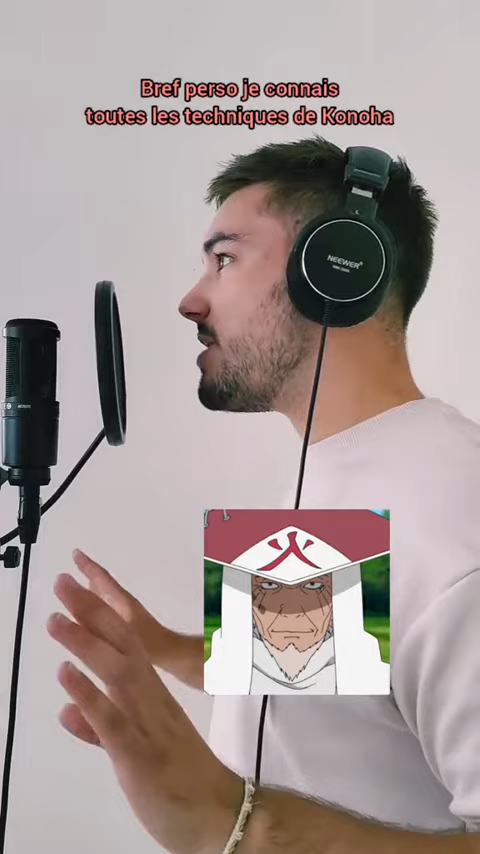 Bref perso je connais
toutes les techniques de Konoha
NEEWER
火